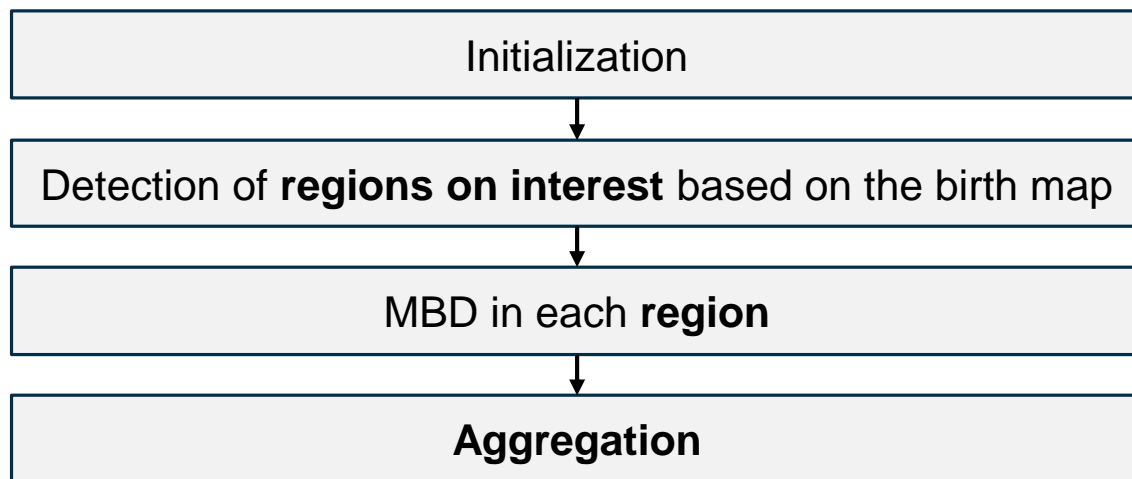 Initialization
Detection of regions on interest based on the birth map
MBD in each region
Aggregation